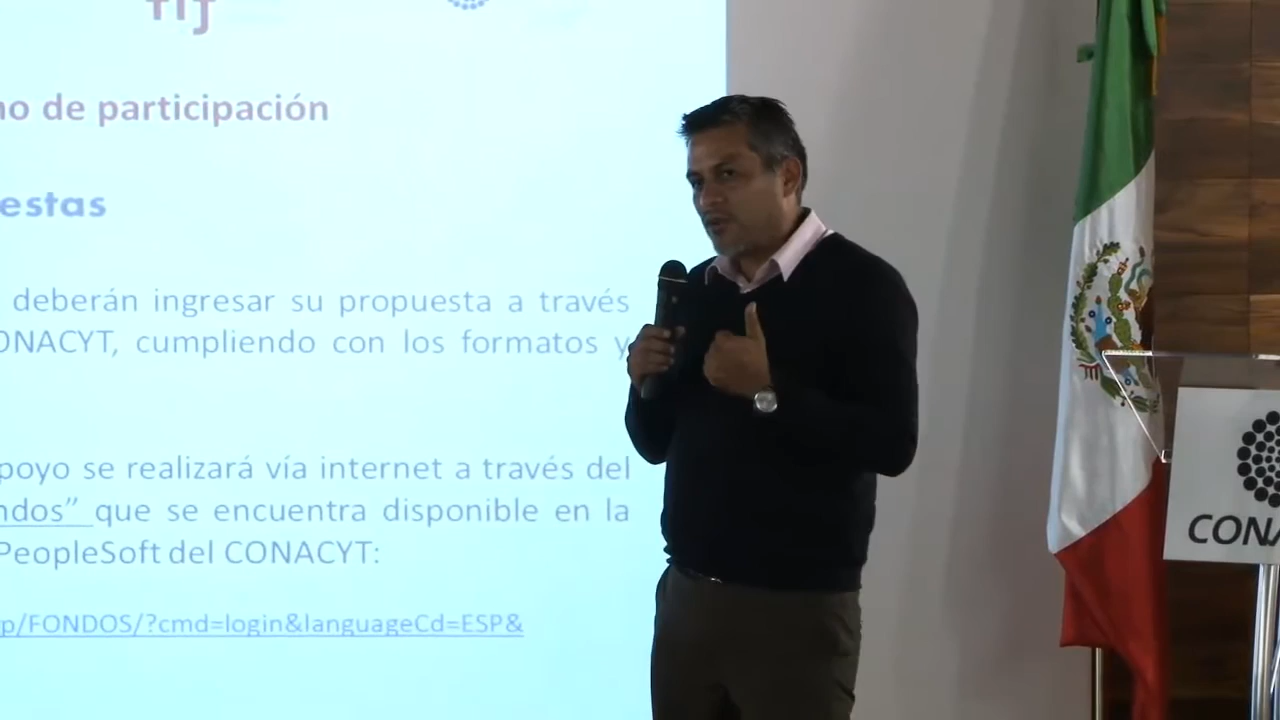 no de participación
estas
deberán ingresar su propuesta a través
ONACYT, cumpliendo con los formatos y
poyo se realizará vía internet a través del
ndos” que se encuentra disponible en la
PeopleSoft del CONACYT:
p/FONDOS/?cmd=login&languageCd=ESP&
CONA